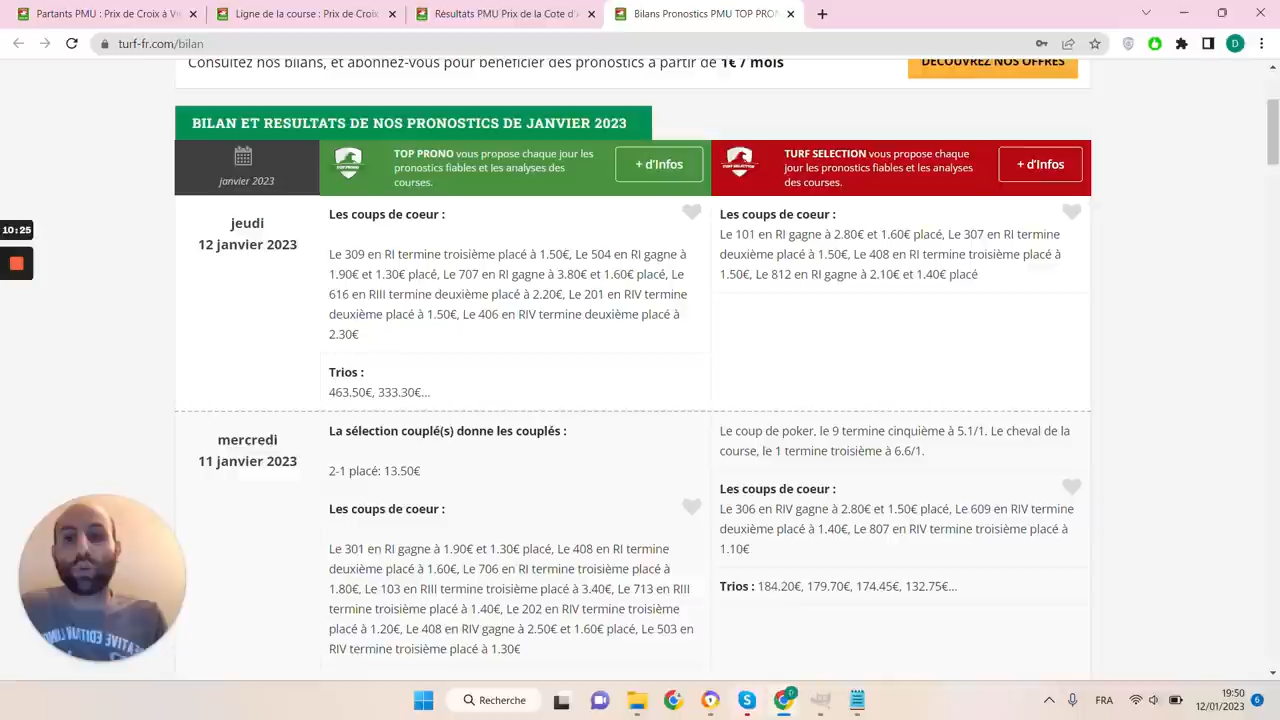 Partants PMU : Prix de Croix à V
Ligne de la course : Prix de Croix
Résultats PMU Prix de la Cote d'
Bilans Pronostics PMU TOP PRON
turf-fr.com/bilan
Consultez nos bilans, et abonnez-vous pour bénéficier des pronostics à partir de 1€ / mois
DECOUVREZ NOS OFFRES
BILAN ET RESULTATS DE NOS PRONOSTICS DE JANVIER 2023
janvier 2023
TOP PRONO
TOP PRONO vous propose chaque jour les
pronostics fiables et les analyses des
courses.
+ d'Infos
TURF SELECTION
TURF SELECTION vous propose chaque
jour les pronostics fiables et les analyses
des courses.
+ d'Infos
10:25
jeudi
12 janvier 2023
Les coups de coeur :
Le 309 en RI termine troisième placé à 1.50€, Le 504 en RI gagne à
1.90€ et 1.30€ placé, Le 707 en RI gagne à 3.80€ et 1.60€ placé, Le
616 en RIII termine deuxième placé à 2.20€, Le 201 en RIV termine
deuxième placé à 1.50€, Le 406 en RIV termine deuxième placé à
2.30€
Trios :
463.50€, 333.30€...
Les coups de coeur :
Le 101 en RI gagne à 2.80€ et 1.60€ placé, Le 307 en RI termine
deuxième placé à 1.50€, Le 408 en RI termine troisième placé à
1.50€, Le 812 en RI gagne à 2.10€ et 1.40€ placé
mercredi
11 janvier 2023
La sélection couplé(s) donne les couplés :
2-1 placé: 13.50€
Les coups de coeur :
Le 301 en RI gagne à 1.90€ et 1.30€ placé, Le 408 en RI termine
deuxième placé à 1.60€, Le 706 en RI termine troisième placé à
1.80€, Le 103 en RIII termine troisième placé à 3.40€, Le 713 en RIII
termine troisième placé à 1.40€, Le 202 en RIV termine troisième
placé à 1.20€, Le 408 en RIV gagne à 2.50€ et 1.60€ placé, Le 503 en
RIV termine troisième placé à 1.30€
Le coup de poker, le 9 termine cinquième à 5.1/1. Le cheval de la
course, le 1 termine troisième à 6.6/1.
Les coups de coeur :
Le 306 en RIV gagne à 2.80€ et 1.50€ placé, Le 609 en RIV termine
deuxième placé à 1.40€, Le 807 en RIV termine troisième placé à
1.10€
Trios : 184.20€, 179.70€, 174.45€, 132.75€...
Recherche
FRA
19:50
12/01/2023
6
D